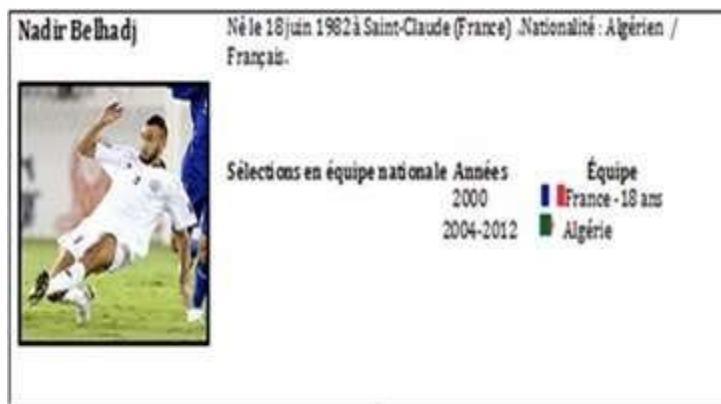 Nadir Belhadj
Né le 18 juin 1982 à Saint-Claude (France) .Nationalité : Algérien /
Français.
Sélections en équipe nationale Années Équipe
2000 France - 18 ans
2004-2012 Algérie